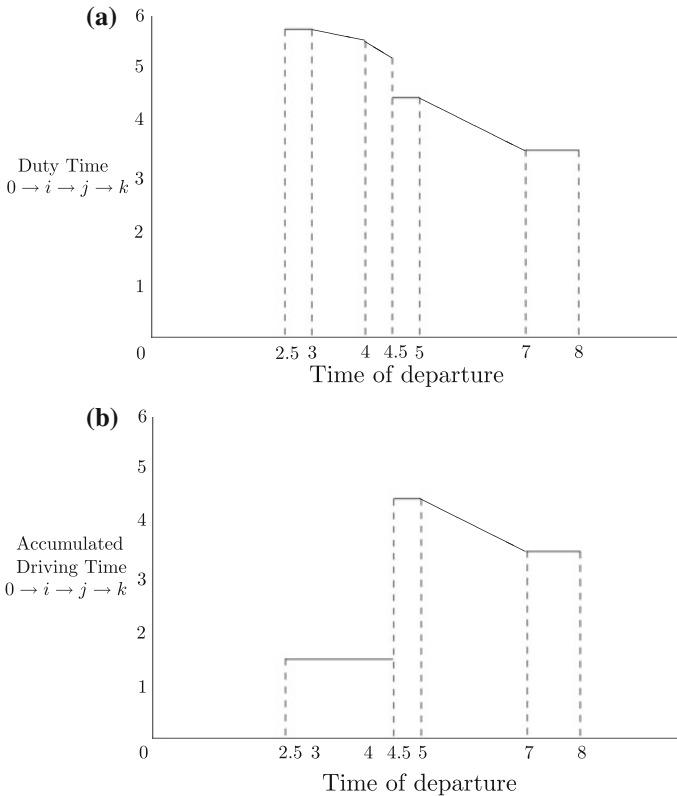 (a)
6
5
4
3
2
1
0
Duty Time
0 → i → j → k
2.5 3 4 4.5 5 7 8
Time of departure
(b)
6
5
4
3
2
1
0
Accumulated
Driving Time
0 → i → j → k
2.5 3 4 4.5 5 7 8
Time of departure